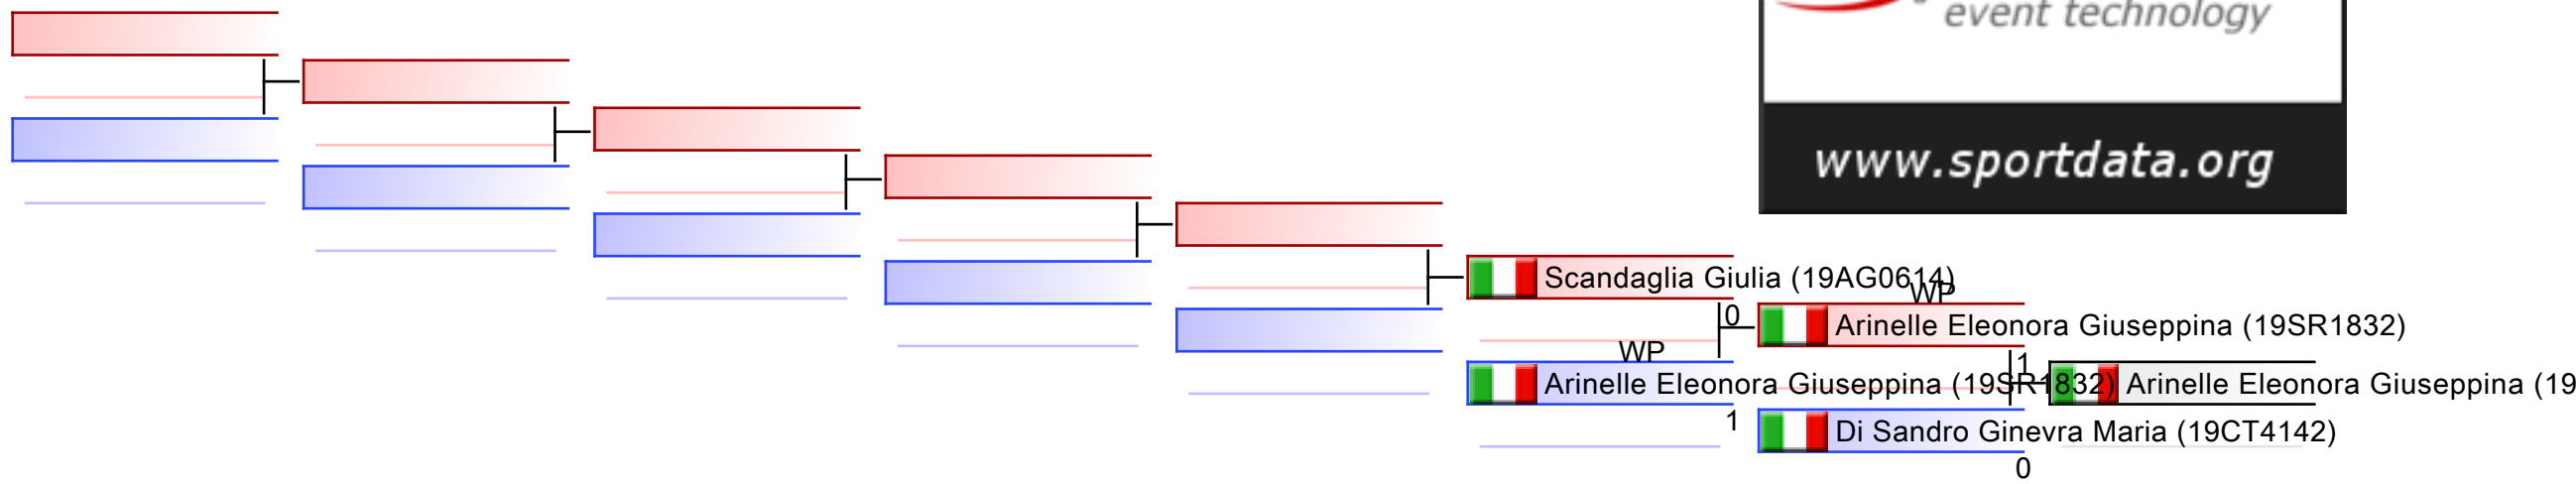 event technology
www.sportdata.org
Scandaglia Giulia (19AG0614)
WP
0
Arinelle Eleonora Giuseppina (19SR1832)
WP
1
Arinelle Eleonora Giuseppina (19SR1832)
Arinelle Eleonora Giuseppina (19
1
Di Sandro Ginevra Maria (19CT4142)
0